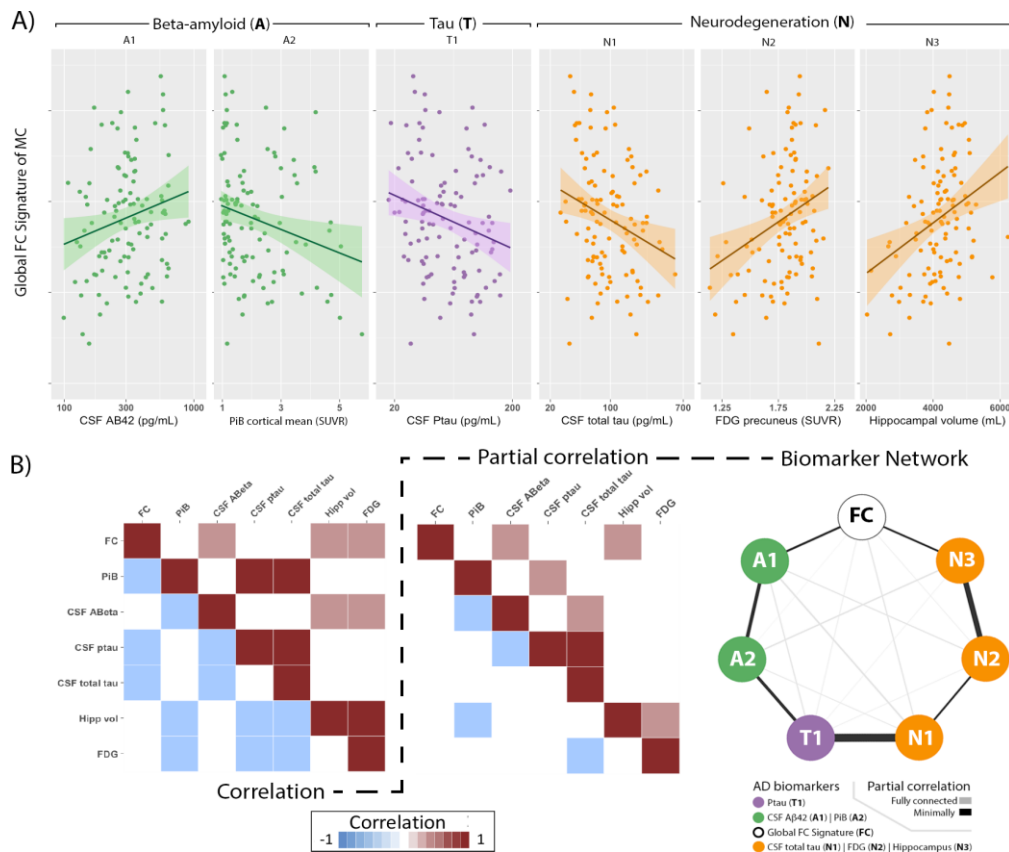 A)
Beta-amyloid (A) Tau (T) Neurodegeneration (N)
A1 A2 T1 N1 N2 N3
Global FC Signature of MC
100 300 1000 1 3 5 20 200 20 100 700 1.25 1.75 2.25 2000 4000 6000
CSF AB42 (pg/mL) PiB cortical mean (SUVR) CSF Ptau (pg/mL) CSF total tau (pg/mL) FDG precuneus (SUVR) Hippocampal volume (mL)
B)
Partial correlation Biomarker Network
FC PiB CSF ABeta CSF ptau CSF total tau Hipp vol FDG
FC PiB CSF ABeta CSF ptau CSF total tau Hipp vol FDG
FC
PiB
CSF ABeta
CSF ptau
CSF total tau
Hipp vol
FDG
Correlation
Correlation
-1 1
FC
A1 N3
A2 N2
T1 N1
AD biomarkers Partial correlation
Ptau (T1) Fully connected
CSF Aβ42 (A1) | PiB (A2) Minimally
Global FC Signature (FC)
CSF total tau (N1) | FDG (N2) | Hippocampus (N3)